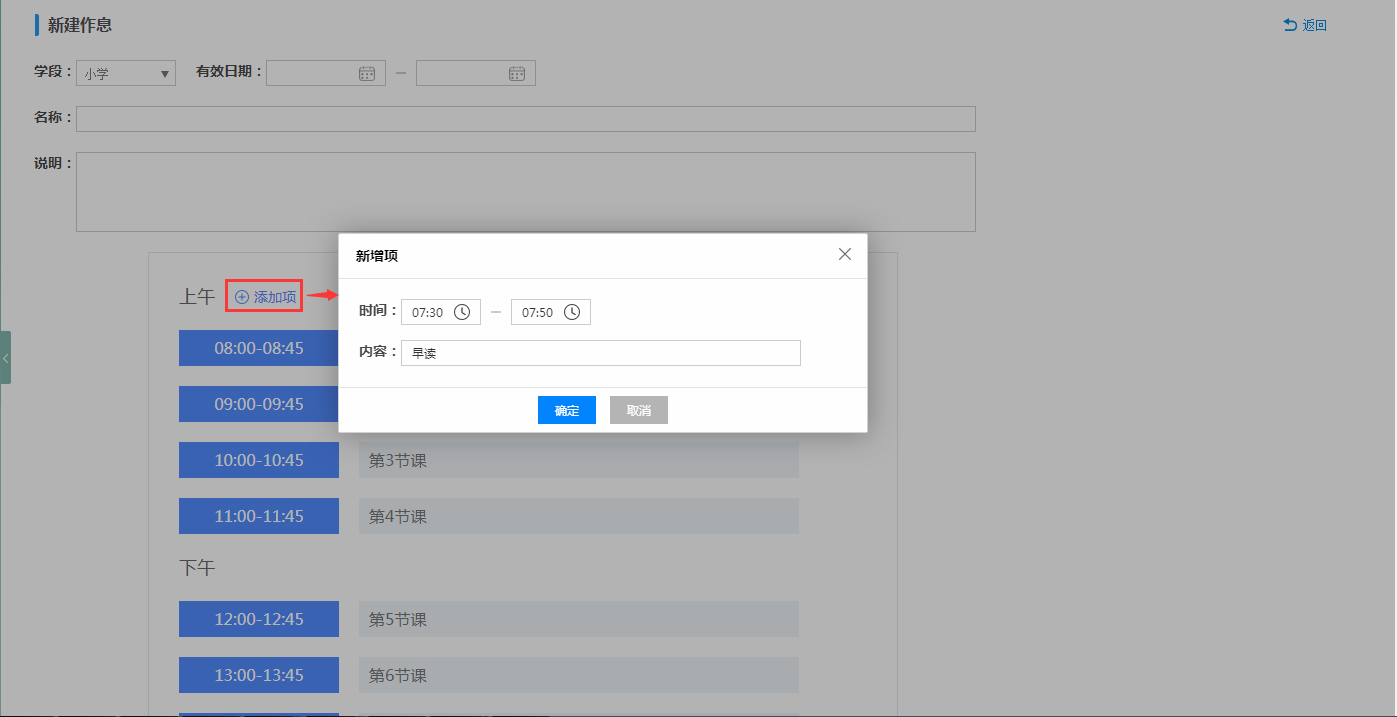 新建作息
返回
学段：小学 有效日期： —
名称：
说明：
新增项
上午 添加项
时间：07:30 — 07:50
08:00-08:45
内容：早读
09:00-09:45
确定 取消
10:00-10:45 第3节课
11:00-11:45 第4节课
下午
12:00-12:45 第5节课
13:00-13:45 第6节课